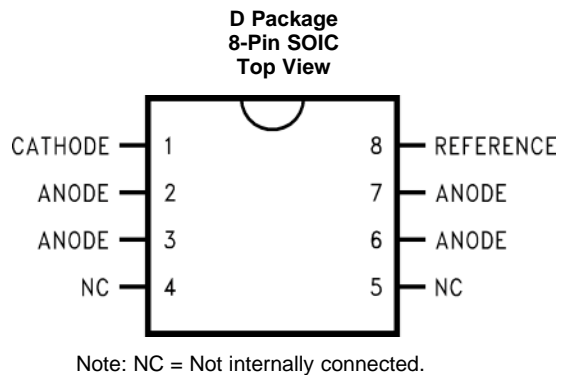 D Package
8-Pin SOIC
Top View
CATHODE 1 8 REFERENCE
ANODE 2 7 ANODE
ANODE 3 6 ANODE
NC 4 5 NC
Note: NC = Not internally connected.